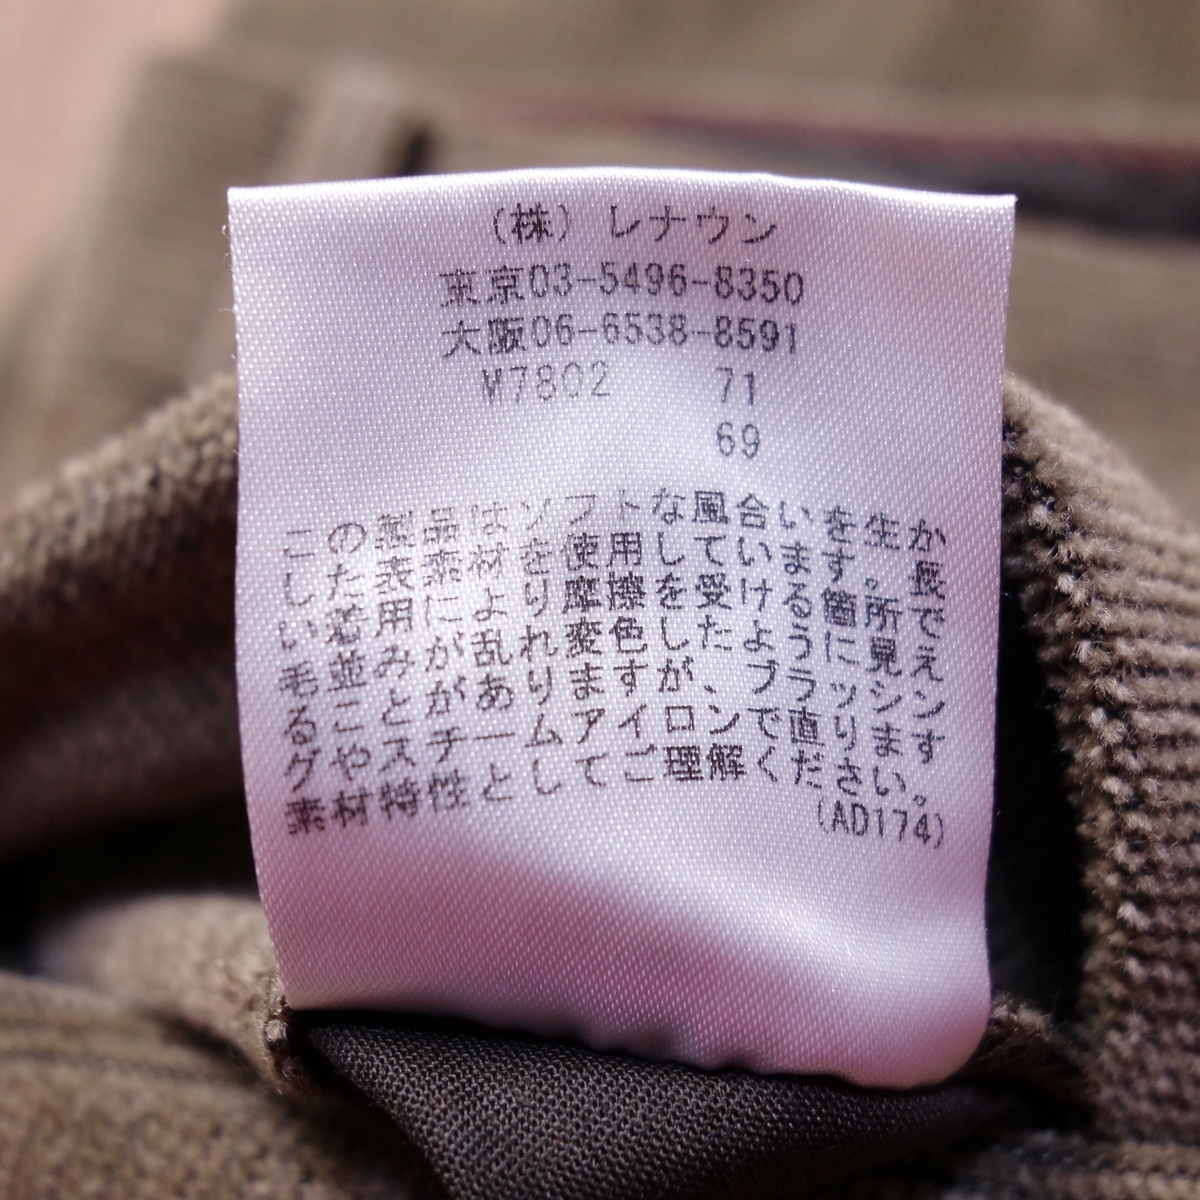 (株) レナウン
東京03-5496-8350
大阪06-6538-8591
M7802 71
69
この製品はソフトな風合いを生か
した表素材を使用しています。長
い着用により摩擦を受ける箇所で
毛並みが乱れ変色したように見え
ることがありますが、ブラッシン
グやスチームアイロンで直ります
素材特性としてご理解ください。
(AD174)